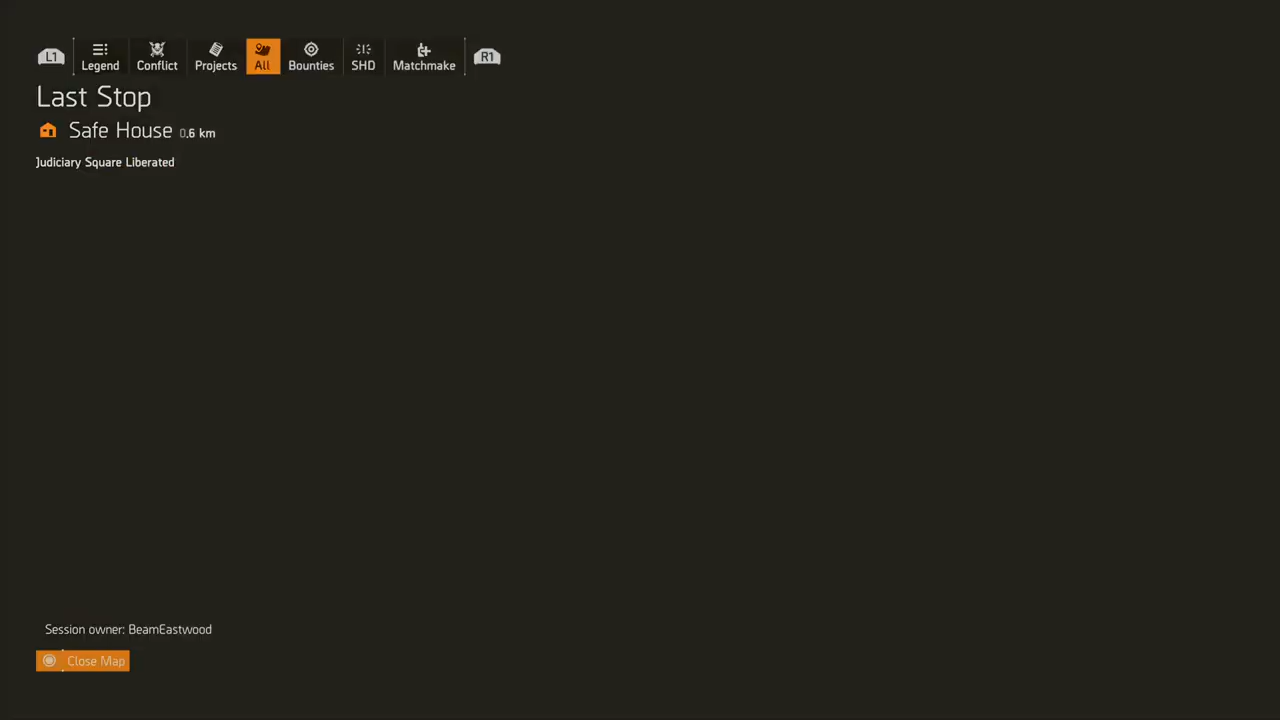 L1 Legend Conflict Projects All Bounties SHD Matchmake R1
Last Stop
Safe House 0.6 km
Judiciary Square Liberated
Session owner: BeamEastwood
Close Map